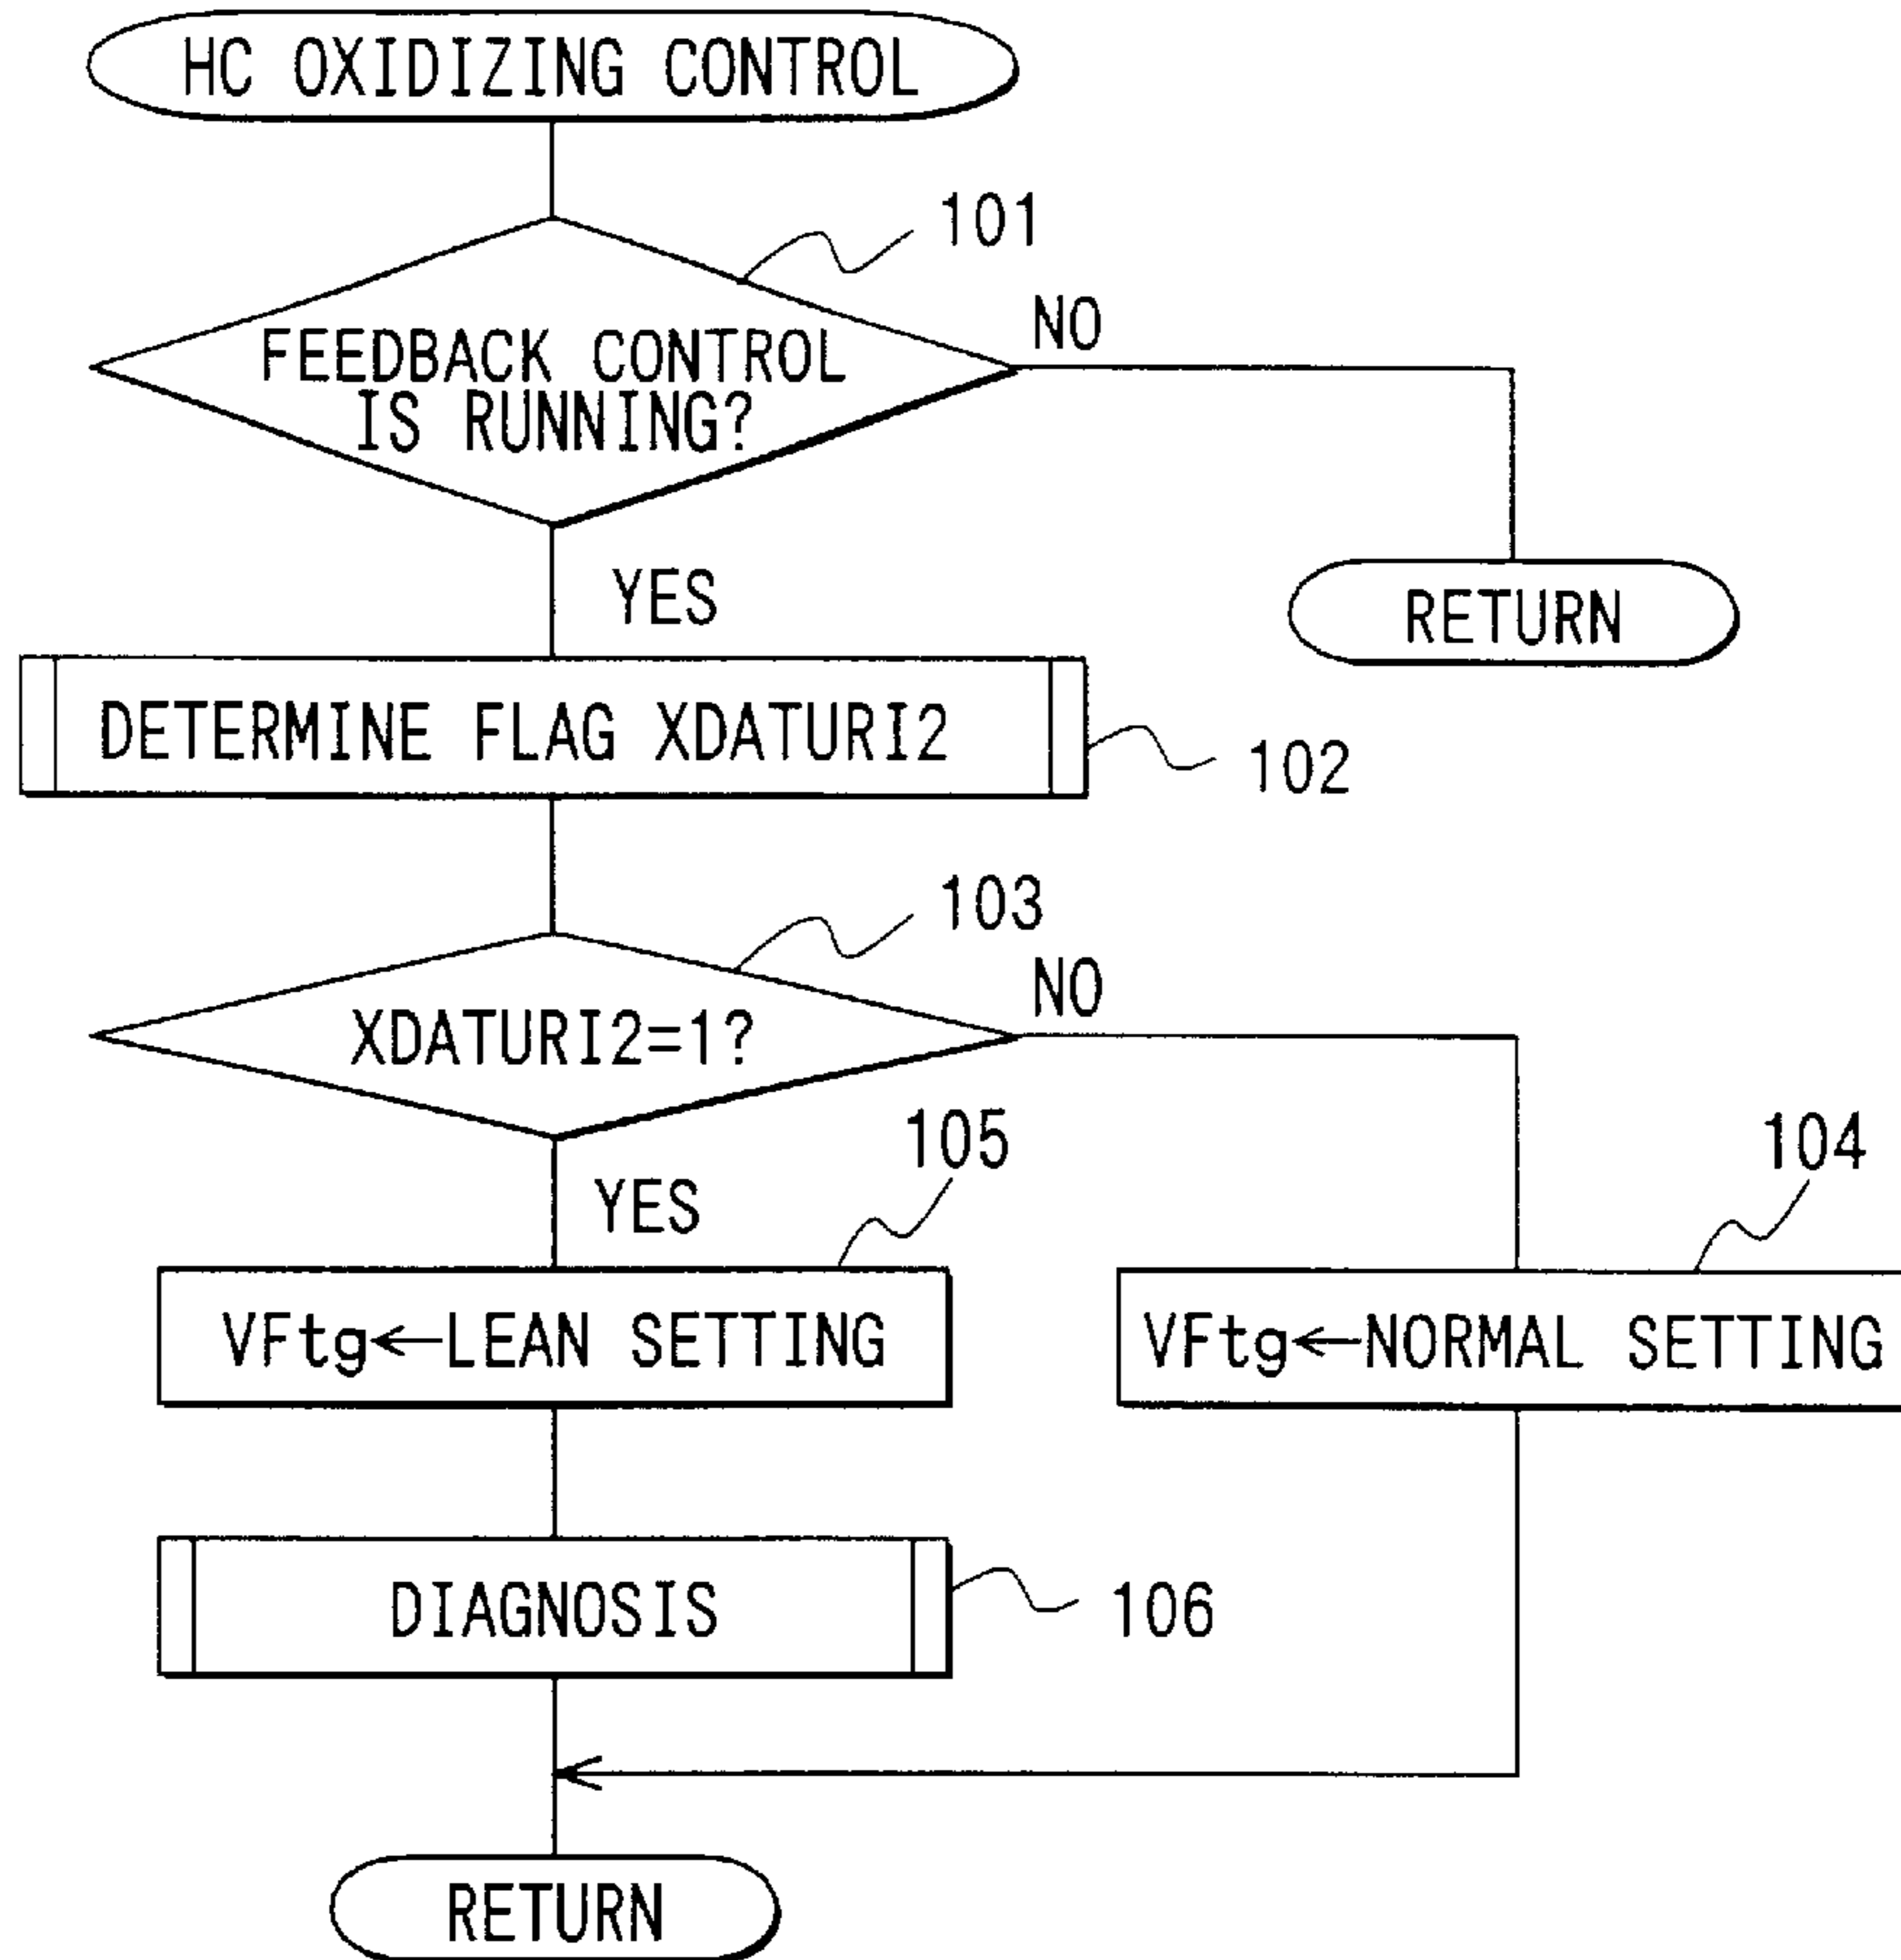 HC OXIDIZING CONTROL
101
FEEDBACK CONTROL
IS RUNNING?
NO
YES
RETURN
DETERMINE FLAG XDATURI2
102
103
XDATURI2=1?
NO
YES
105
104
VFtg←LEAN SETTING
VFtg←NORMAL SETTING
DIAGNOSIS
106
RETURN